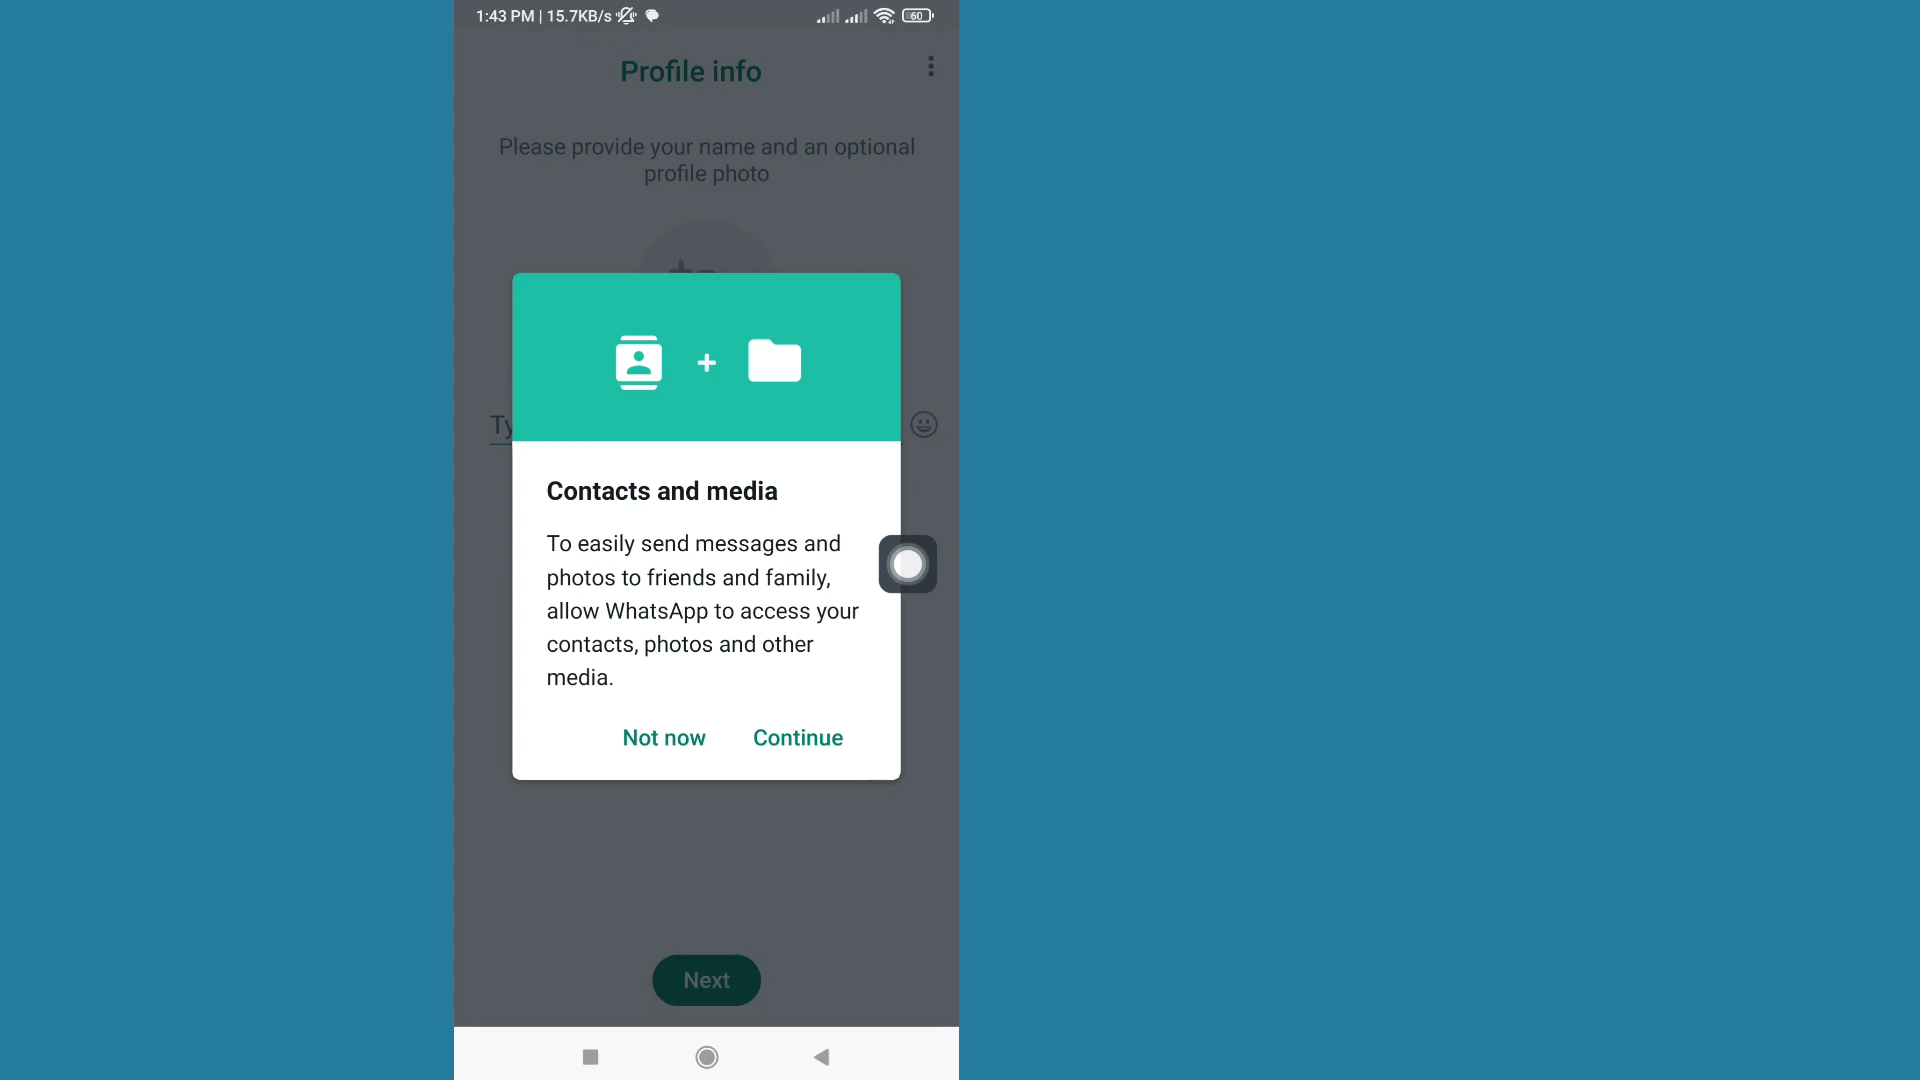 1:43 PM | 15.7KB/s 60
Profile info
Please provide your name and an optional
profile photo
Ty
Contacts and media
To easily send messages and
photos to friends and family,
allow WhatsApp to access your
contacts, photos and other
media.
Not now Continue
Next